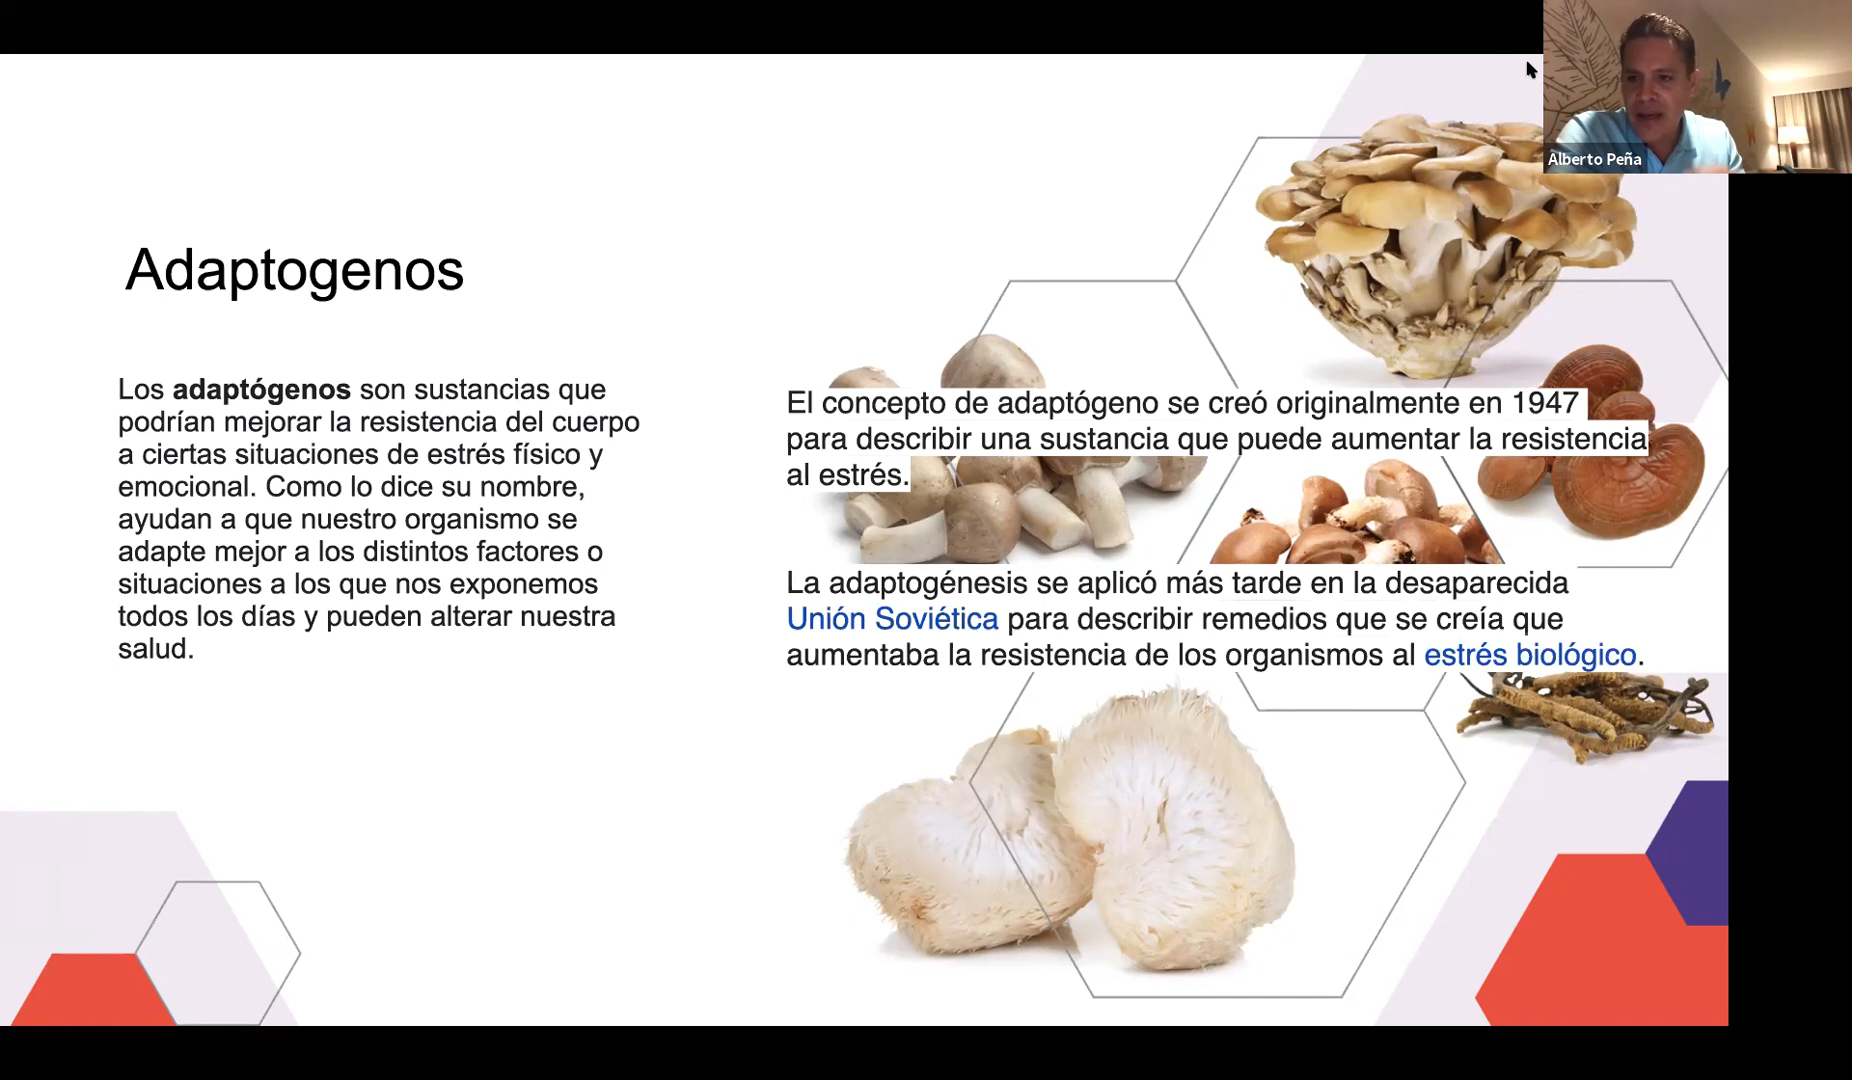 Alberto Peña
Adaptogenos
Los adaptógenos son sustancias que
podrían mejorar la resistencia del cuerpo
a ciertas situaciones de estrés físico y
emocional. Como lo dice su nombre,
ayudan a que nuestro organismo se
adapte mejor a los distintos factores o
situaciones a los que nos exponemos
todos los días y pueden alterar nuestra
salud.
El concepto de adaptógeno se creó originalmente en 1947
para describir una sustancia que puede aumentar la resistencia
al estrés.
La adaptogénesis se aplicó más tarde en la desaparecida
Unión Soviética para describir remedios que se creía que
aumentaba la resistencia de los organismos al estrés biológico.